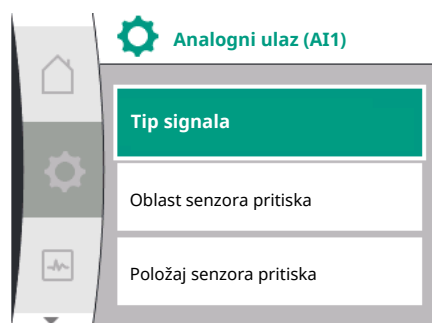 Analogni ulaz (AI1)
Tip signala
Oblast senzora pritiska
Položaj senzora pritiska